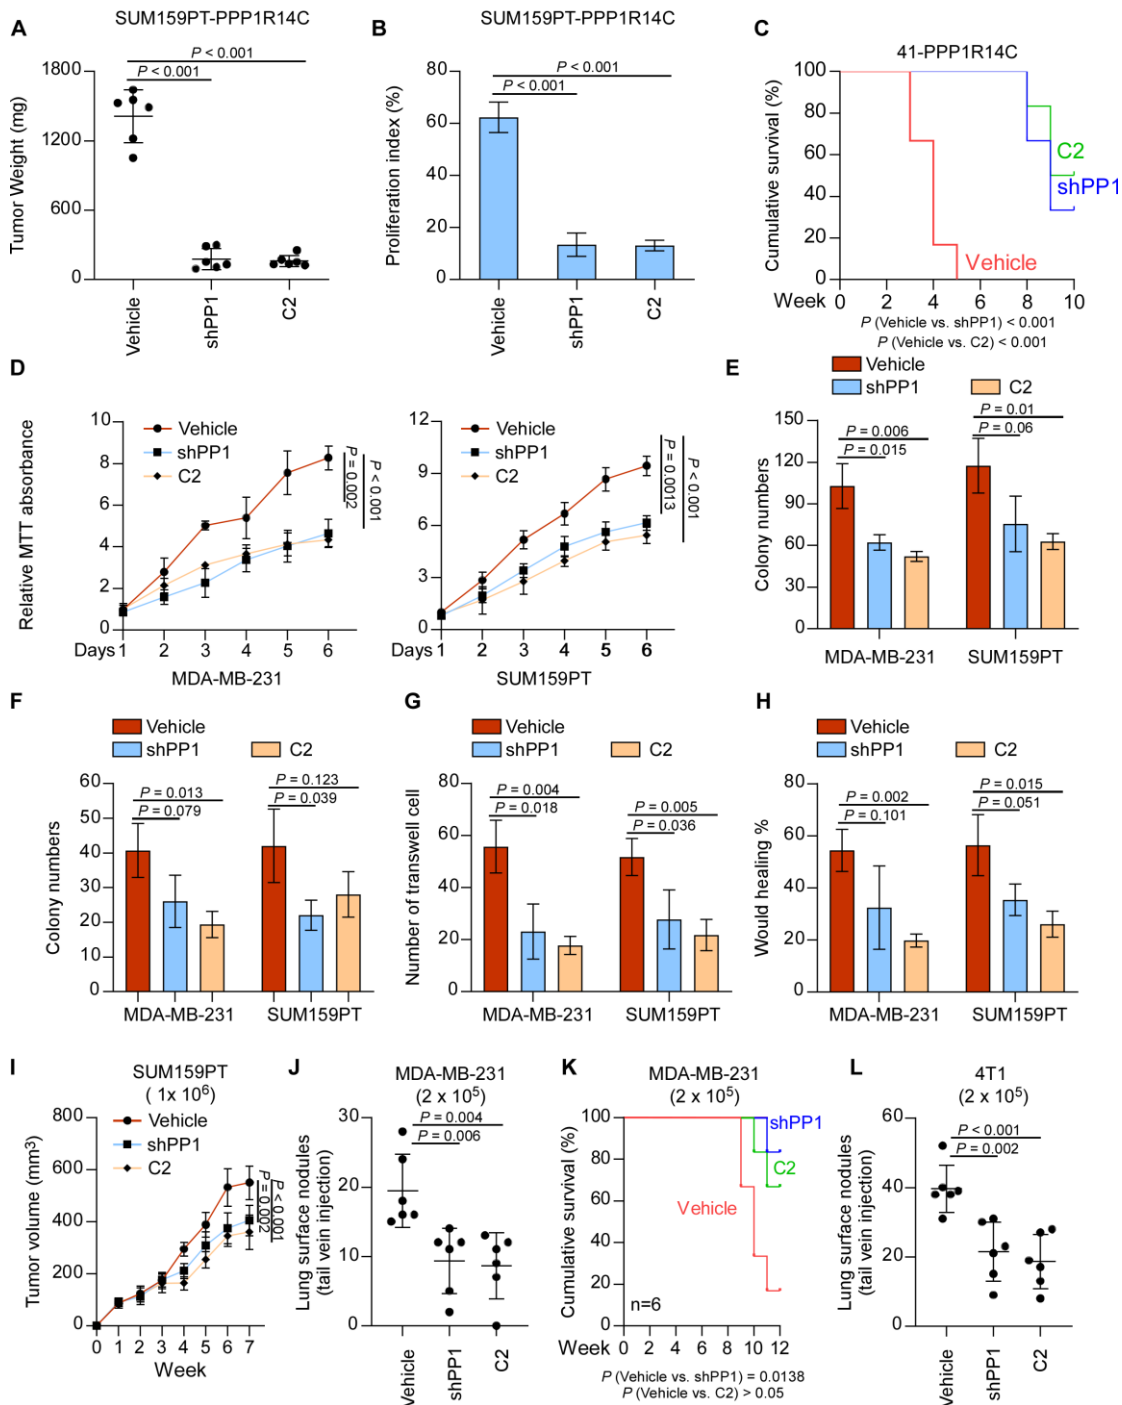 A
SUM159PT-PPP1R14C
P < 0.001
P < 0.001
Tumor Weight (mg)
1800
1200
600
0
Vehicle
shPP1
C2
B
SUM159PT-PPP1R14C
P < 0.001
P < 0.001
Proliferation index (%)
80
60
40
20
0
Vehicle
shPP1
C2
C
41-PPP1R14C
Cumulative survival (%)
100
80
60
40
20
0
C2
shPP1
Vehicle
Week 0 2 4 6 8 10
P (Vehicle vs. shPP1) < 0.001
P (Vehicle vs. C2) < 0.001
D
Relative MTT absorbance
10
8
6
4
2
0
Vehicle
shPP1
C2
P = 0.002
P < 0.001
Days 1 2 3 4 5 6
MDA-MB-231
12
9
6
3
0
Vehicle
shPP1
C2
P = 0.0013
P < 0.001
Days 1 2 3 4 5 6
SUM159PT
E
Vehicle
shPP1 C2
Colony numbers
150
120
90
60
30
0
P = 0.006
P = 0.015
P = 0.01
P = 0.06
MDA-MB-231 SUM159PT
F
Vehicle
shPP1 C2
Colony numbers
60
50
40
30
20
10
0
P = 0.013
P = 0.079
P = 0.123
P = 0.039
MDA-MB-231 SUM159PT
G
Vehicle
shPP1 C2
Number of transwell cell
80
60
40
20
0
P = 0.004
P = 0.018
P = 0.005
P = 0.036
MDA-MB-231 SUM159PT
H
Vehicle
shPP1 C2
Would healing %
80
60
40
20
0
P = 0.002
P = 0.101
P = 0.015
P = 0.051
MDA-MB-231 SUM159PT
I
SUM159PT
( 1x 10⁶)
Tumor volume (mm³)
800
600
400
200
0
Vehicle
shPP1
C2
P = 0.002
P < 0.001
0 1 2 3 4 5 6 7
Week
J
MDA-MB-231
(2 x 10⁵)
Lung surface nodules
(tail vein injection)
30
20
10
0
P = 0.004
P = 0.006
Vehicle
shPP1
C2
K
MDA-MB-231
(2 x 10⁵)
Cumulative survival (%)
100
80
60
40
20
0
shPP1
C2
Vehicle
n=6
Week 0 2 4 6 8 10 12
P (Vehicle vs. shPP1) = 0.0138
P (Vehicle vs. C2) > 0.05
L
4T1
(2 x 10⁵)
Lung surface nodules
(tail vein injection)
60
40
20
0
P < 0.001
P = 0.002
Vehicle
shPP1
C2